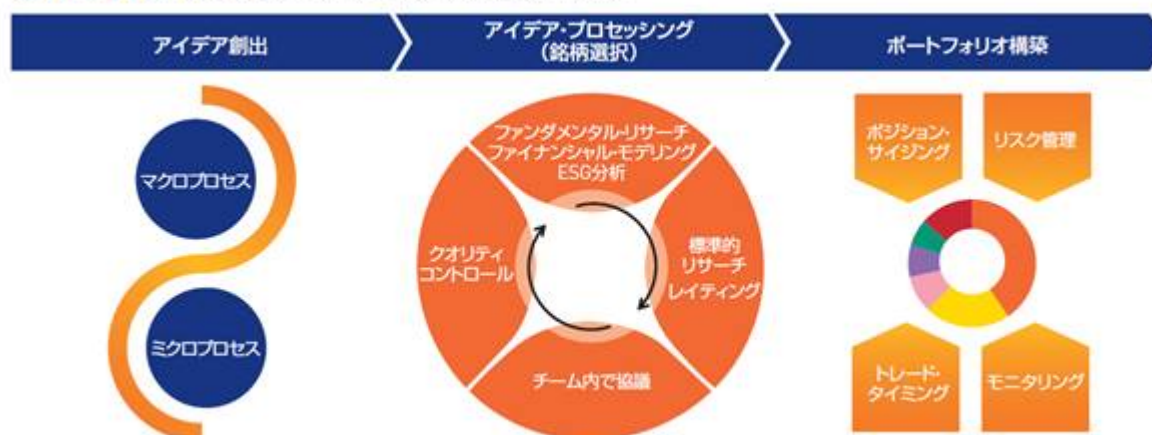 アイデア創出
アイデア・プロセッシング
(銘柄選択)
ポートフォリオ構築
マクロプロセス
ミクロプロセス
ファンダメンタル・リサーチ
ファイナンシャル・モデリング
ESG分析
クオリティ
コントロール
標準的
リサーチ
レイティング
チーム内で協議
ポジション・
サイジング
リスク管理
トレード・
タイミング
モニタリング